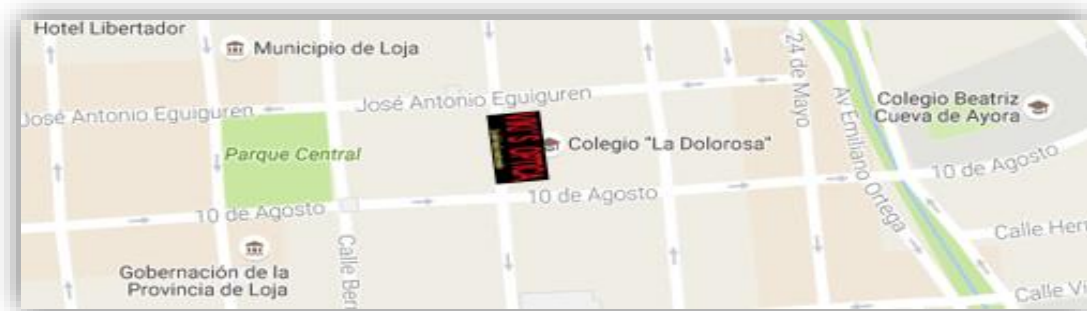 Hotel Libertador
Municipio de Loja
24 de Mayo
José Antonio Eguiguren
José Antonio Eguiguren
Av Emiliano Ortega
Colegio Beatriz
Cueva de Ayora
Parque Central
OPTICA
Colegio "La Dolorosa"
10 de Agosto
10 de Agosto
10 de Agosto
Calle Ber
Calle Her
Gobernación de la
Provincia de Loja
Calle Vi